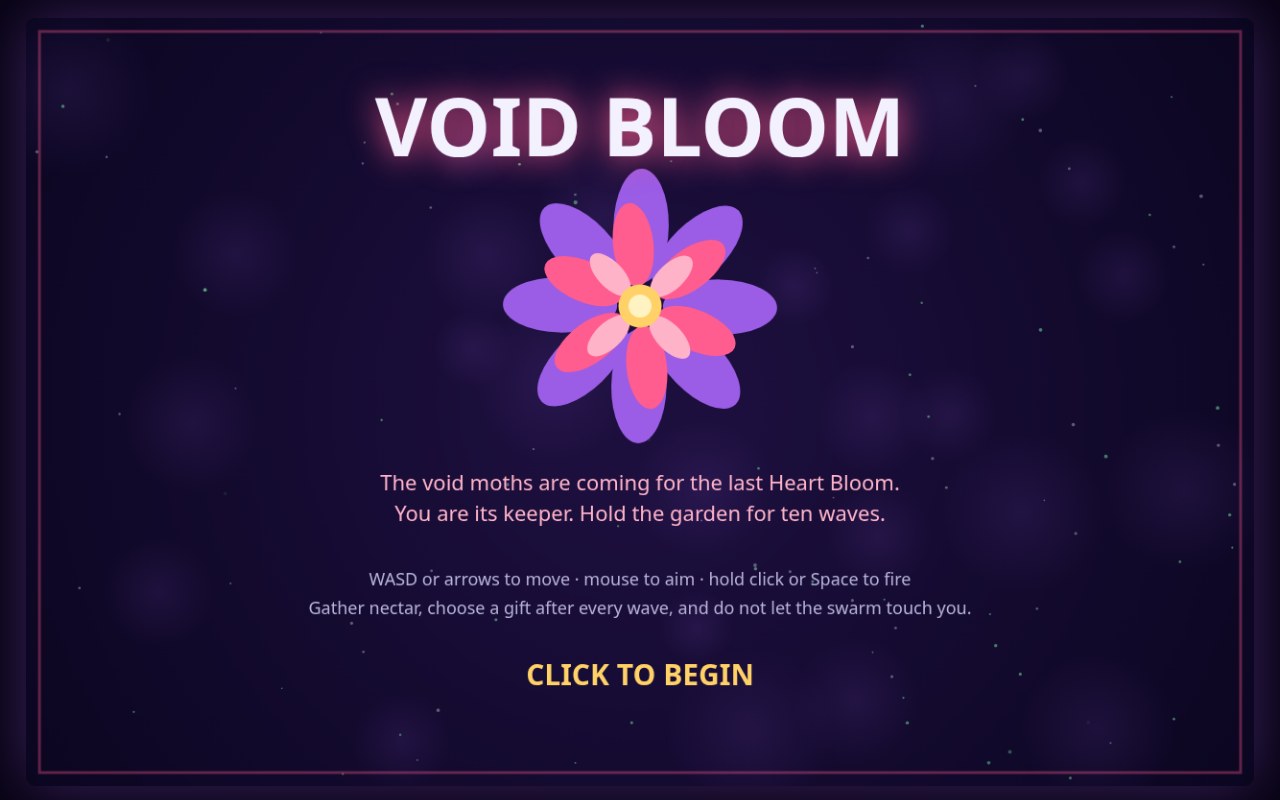 VOID BLOOM
The void moths are coming for the last Heart Bloom.
You are its keeper. Hold the garden for ten waves.
WASD or arrows to move · mouse to aim · hold click or Space to fire
Gather nectar, choose a gift after every wave, and do not let the swarm touch you.
CLICK TO BEGIN